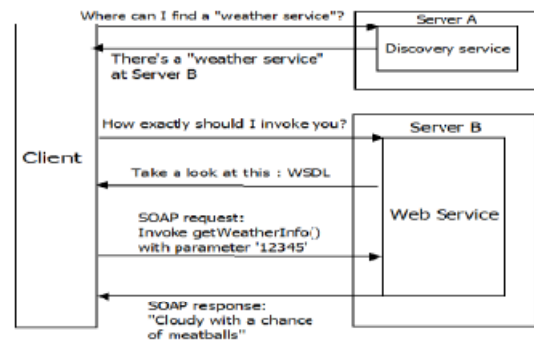 Where can I find a "weather service"?
Server A
Discovery service
There's a "weather service"
at Server B
How exactly should I invoke you?
Server B
Client
Take a look at this : WSDL
Web Service
SOAP request:
Invoke getWeatherInfo()
with parameter '12345'
SOAP response:
"Cloudy with a chance
of meatballs"